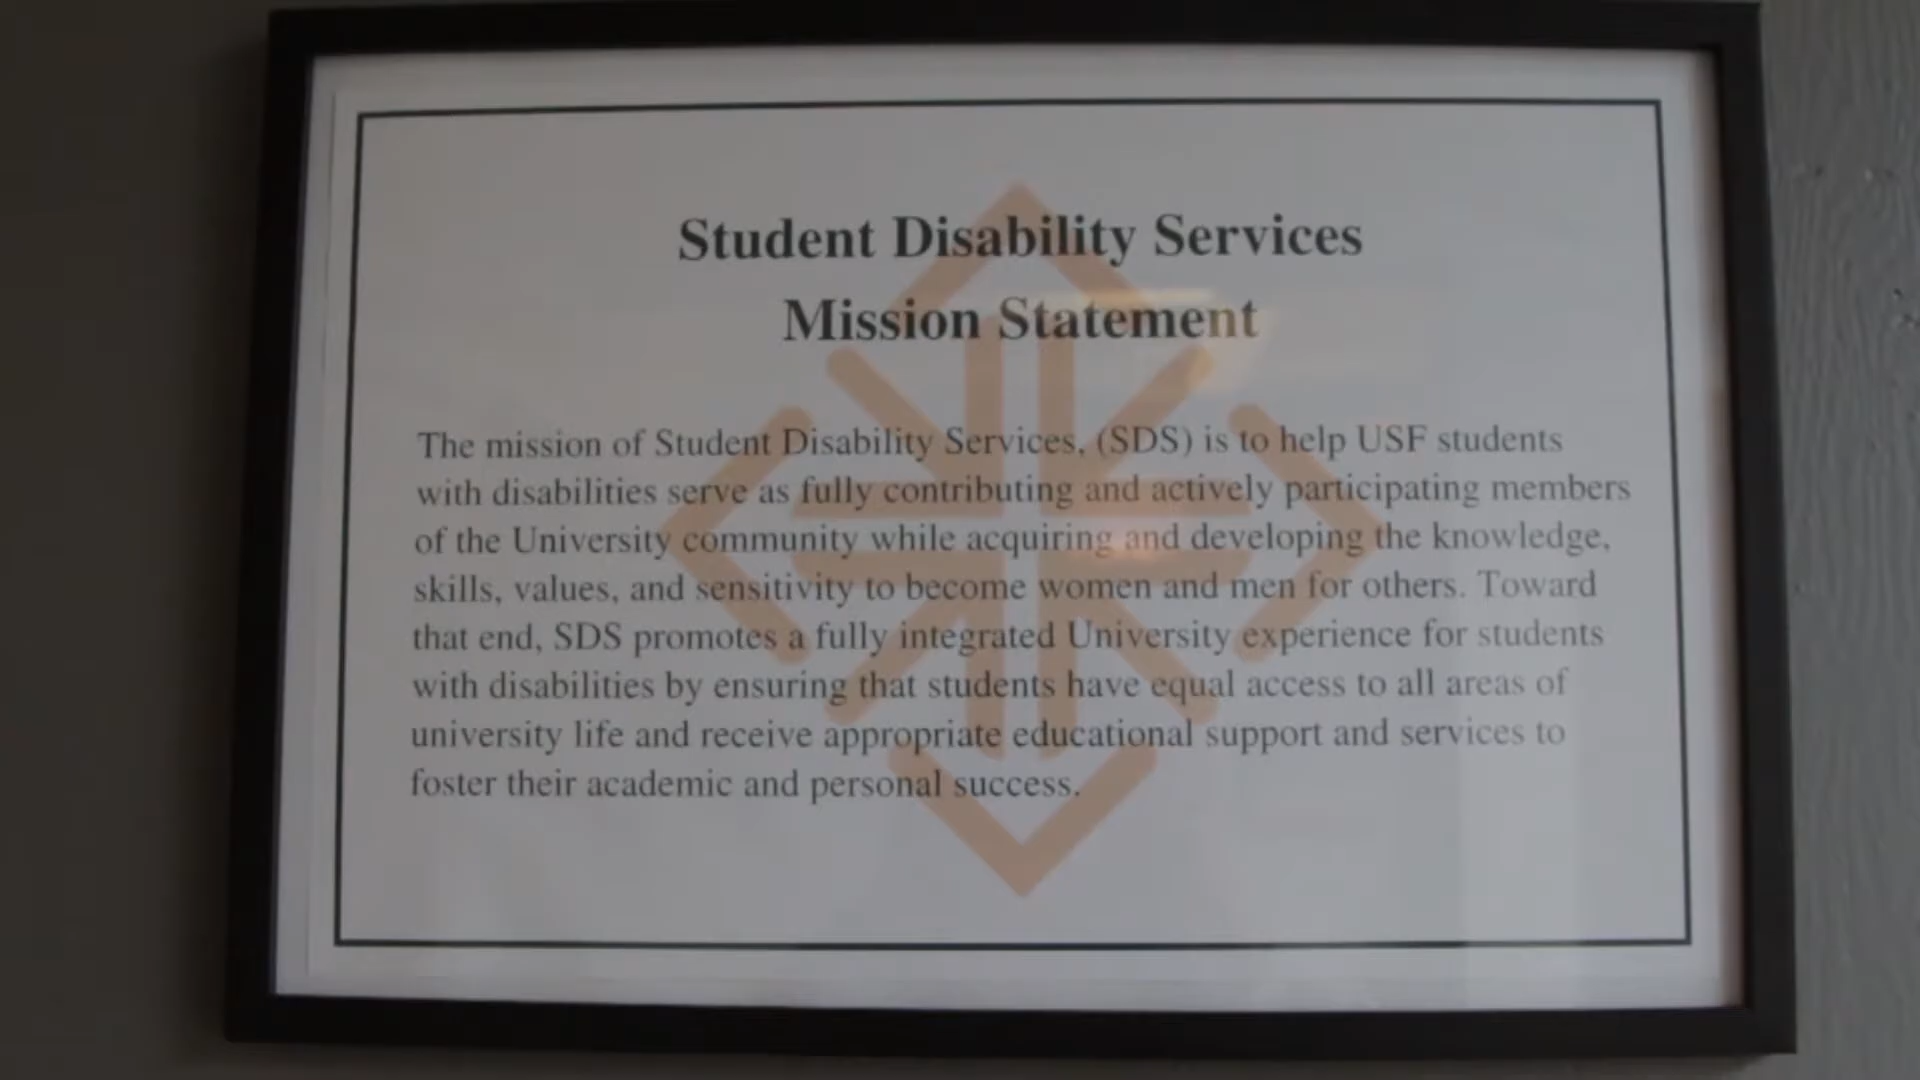 Student Disability Services
Mission Statement
The mission of Student Disability Services, (SDS) is to help USF students
with disabilities serve as fully contributing and actively participating members
of the University community while acquiring and developing the knowledge,
skills, values, and sensitivity to become women and men for others. Toward
that end, SDS promotes a fully integrated University experience for students
with disabilities by ensuring that students have equal access to all areas of
university life and receive appropriate educational support and services to
foster their academic and personal success.